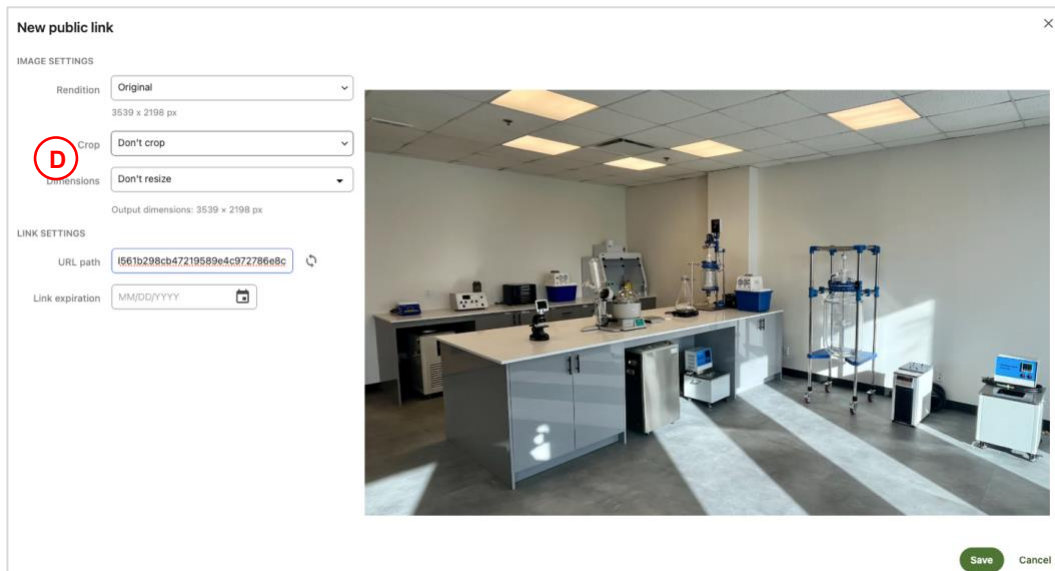 New public link
IMAGE SETTINGS
Rendition Original
3539 x 2198 px
Crop Don't crop
D
Dimensions Don't resize
Output dimensions: 3539 × 2198 px
LINK SETTINGS
URL path l561b298cb47219589e4c972786e8c
Link expiration MM/DD/YYYY
Save Cancel